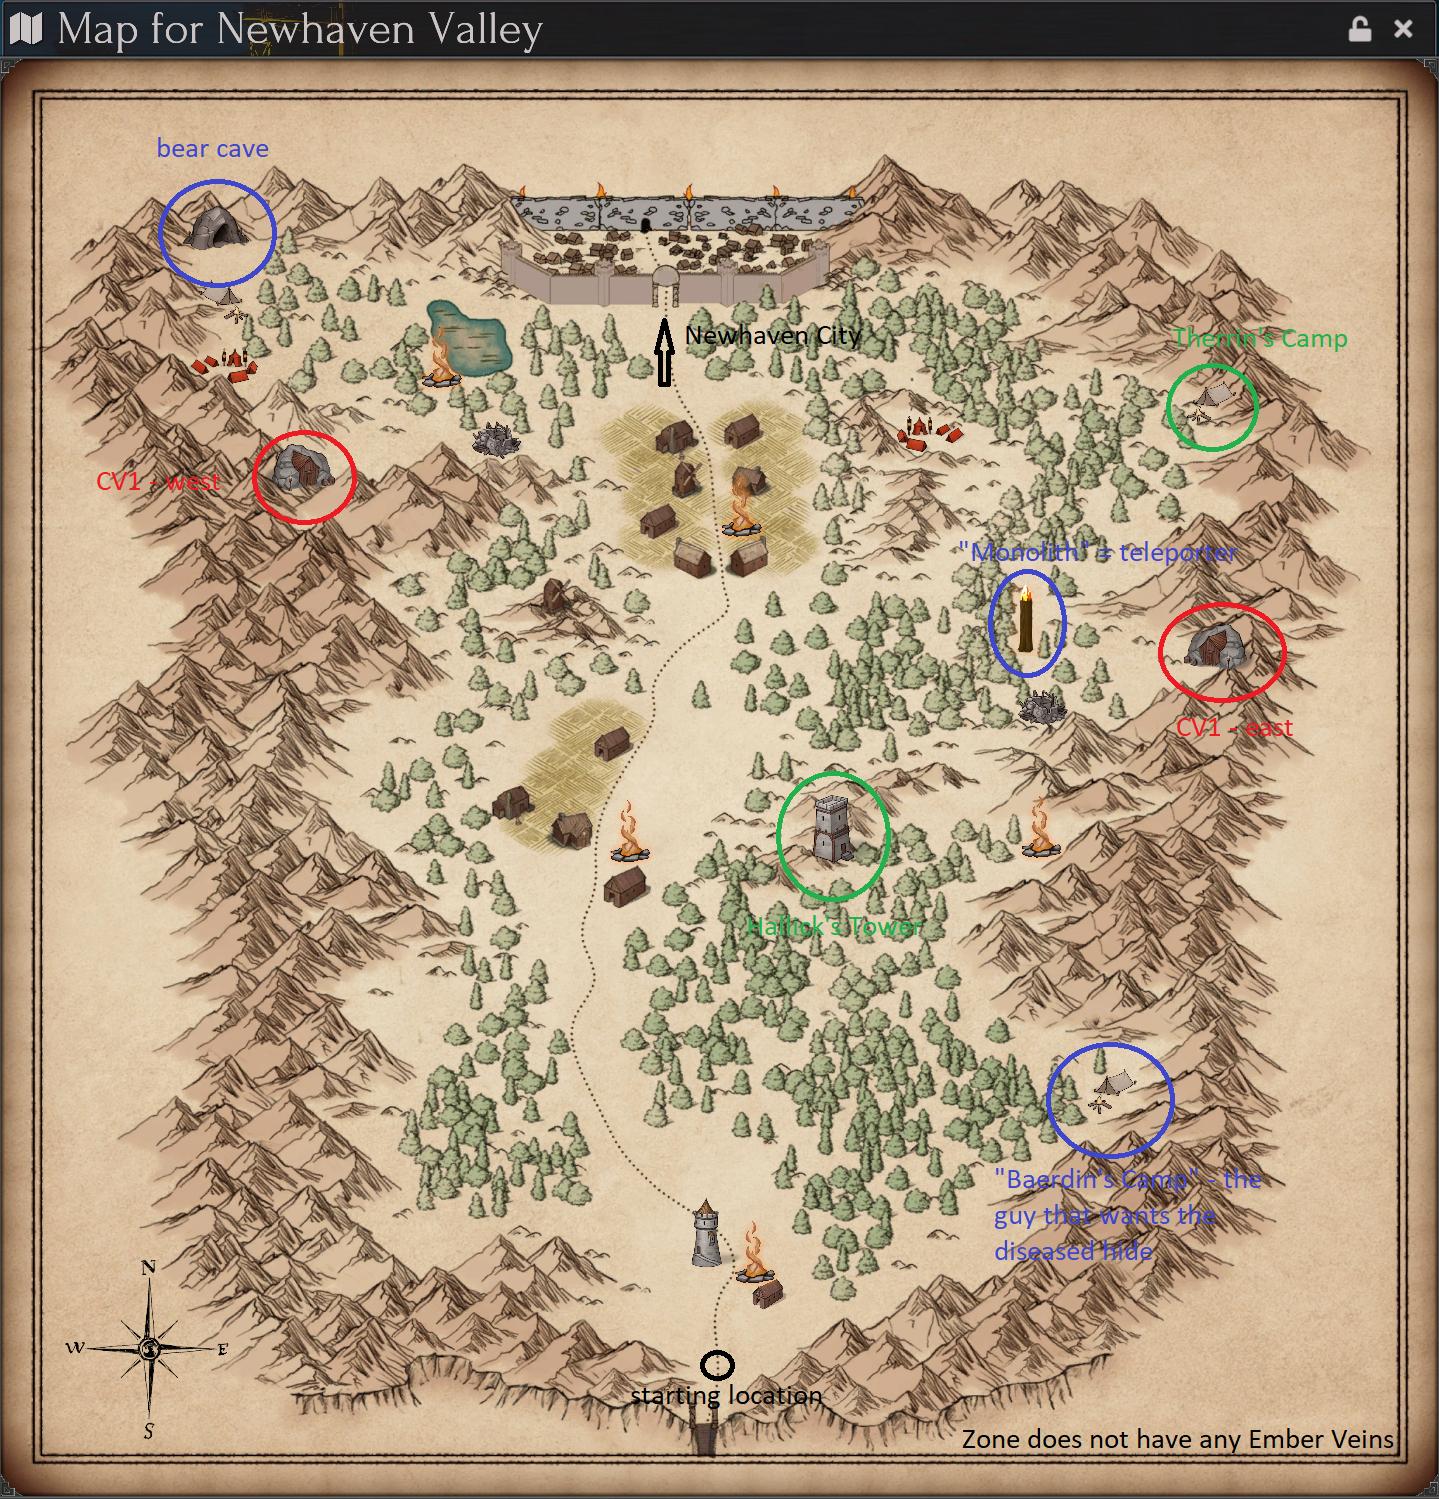 Map for Newhaven Valley
bear cave
Newhaven City
Therrin's Camp
CV1 - west
"Monolith" = teleporter
CV1 - east
Hallick's Tower
"Baerdin's Camp" - the
guy that wants the
diseased hide
N
W
E
S
starting location
Zone does not have any Ember Veins